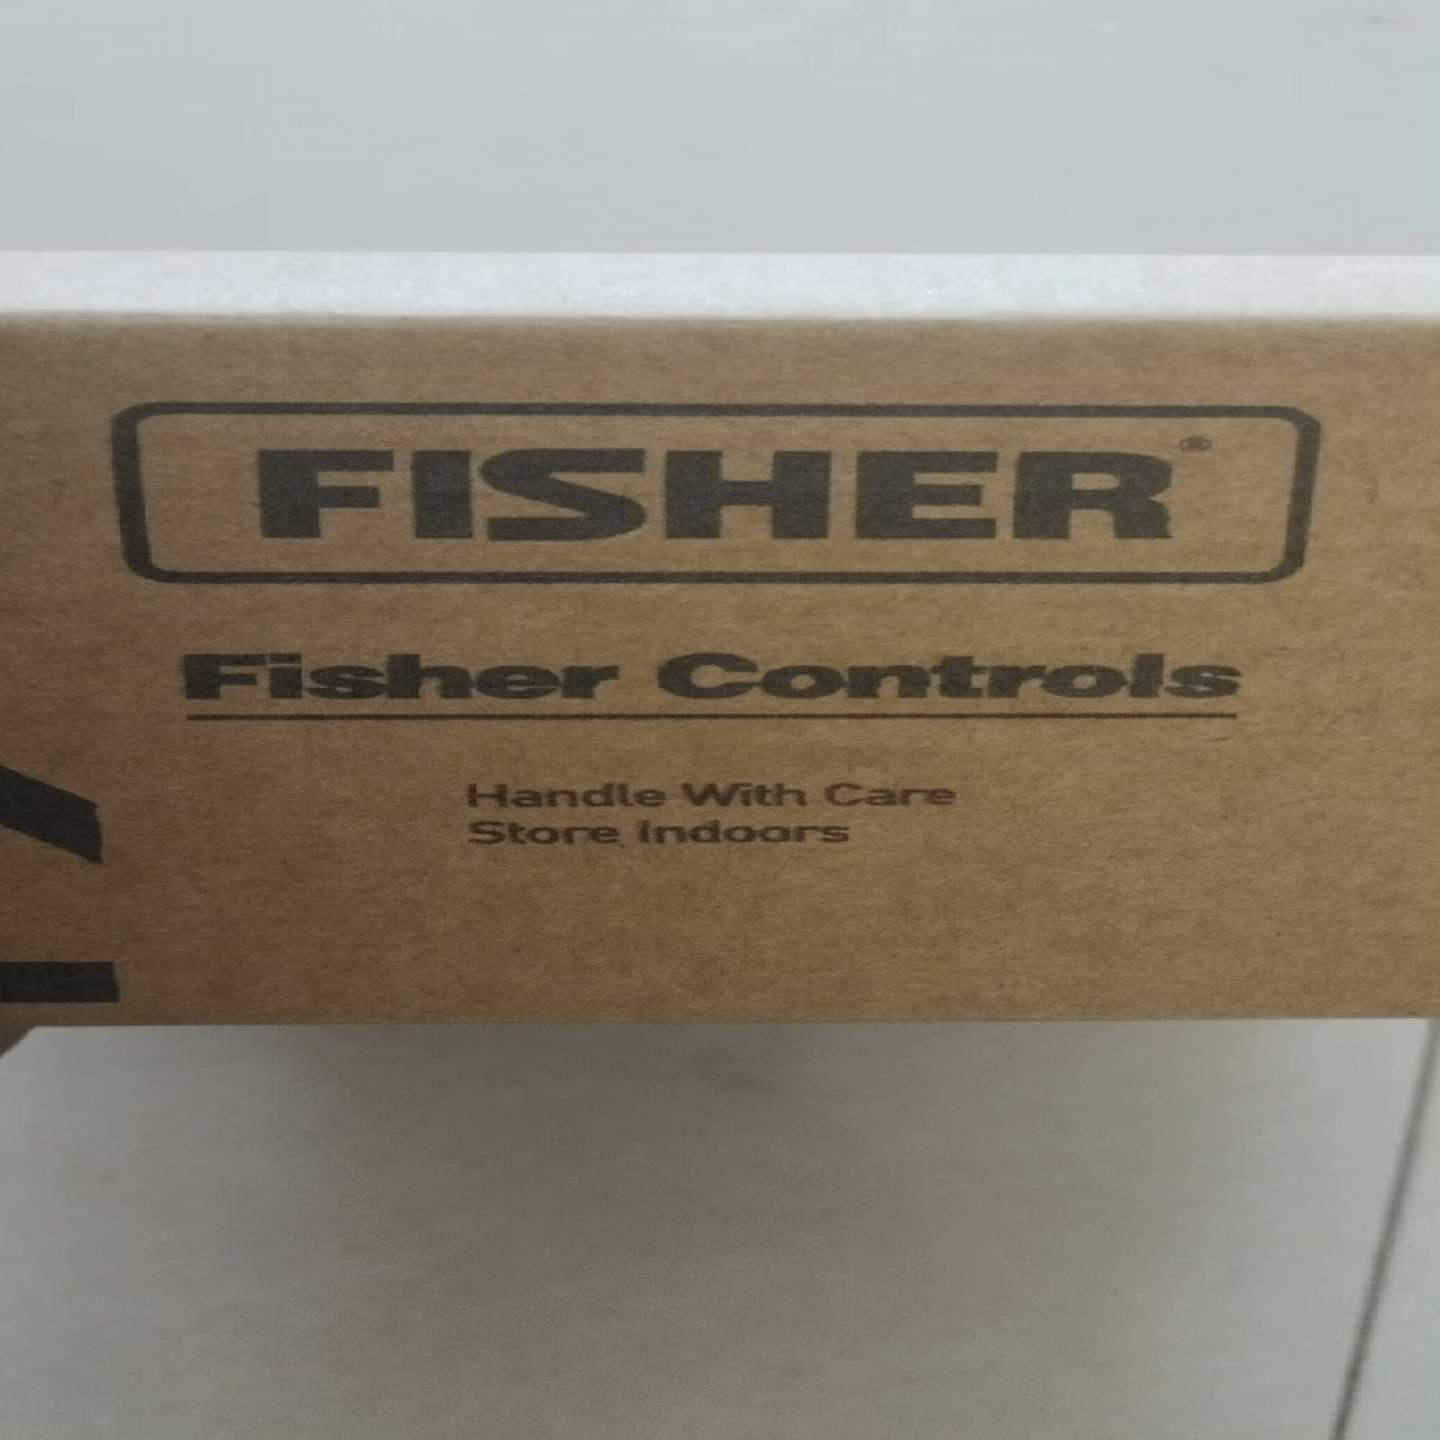 FISHER®
Fisher Controls
Handle With Care
Store Indoors